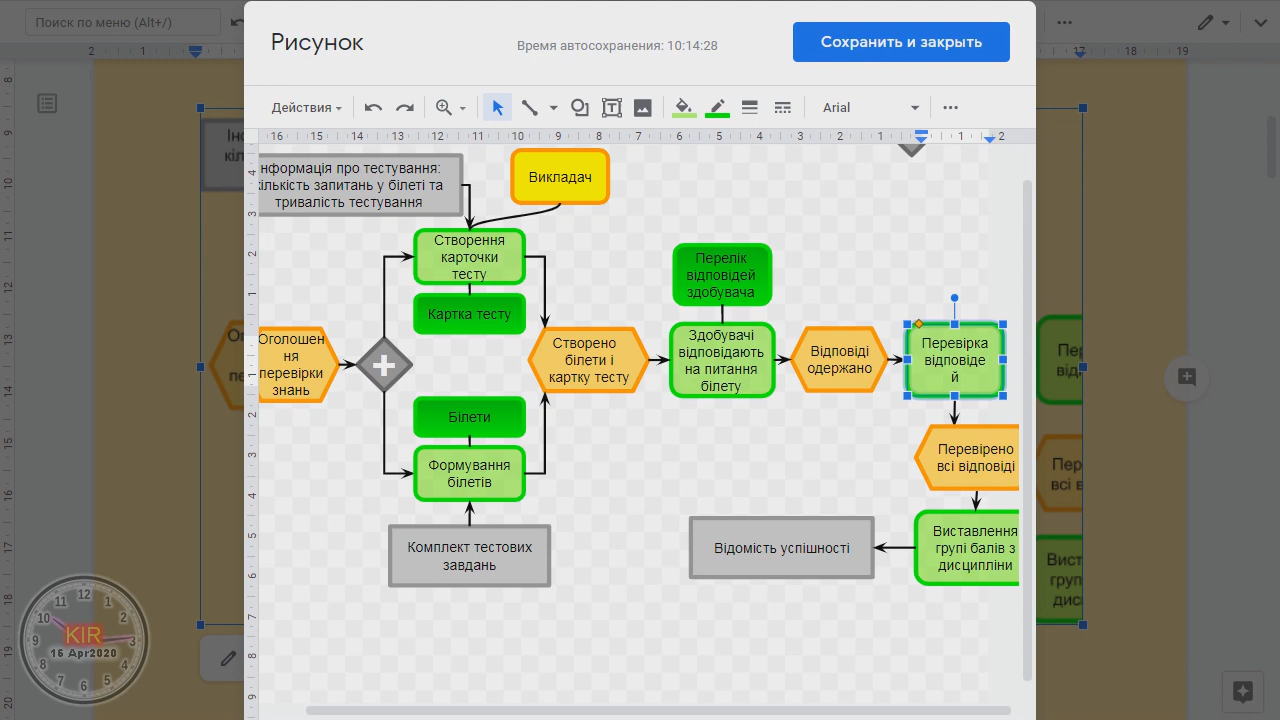 Поиск по меню (Alt+/)
Рисунок
Время автосохранения: 10:14:28
Сохранить и закрыть
Действия
Arial
нформація про тестування:
ількість запитань у білеті та
тривалість тестування
Викладач
Створення
карточки
тесту
Картка тесту
Оголошен
ня
перевірки
знань
Створено
білети і
картку тесту
Білети
Формування
білетів
Комплект тестових
завдань
Перелік
відповідей
здобувача
Здобувачі
відповідають
на питання
білету
Відповіді
одержано
Перевірка
відповіде
й
Перевірено
всі відповіді
Виставлення
групі балів з
дисципліни
Відомість успішності
KIR
16 Apr2020